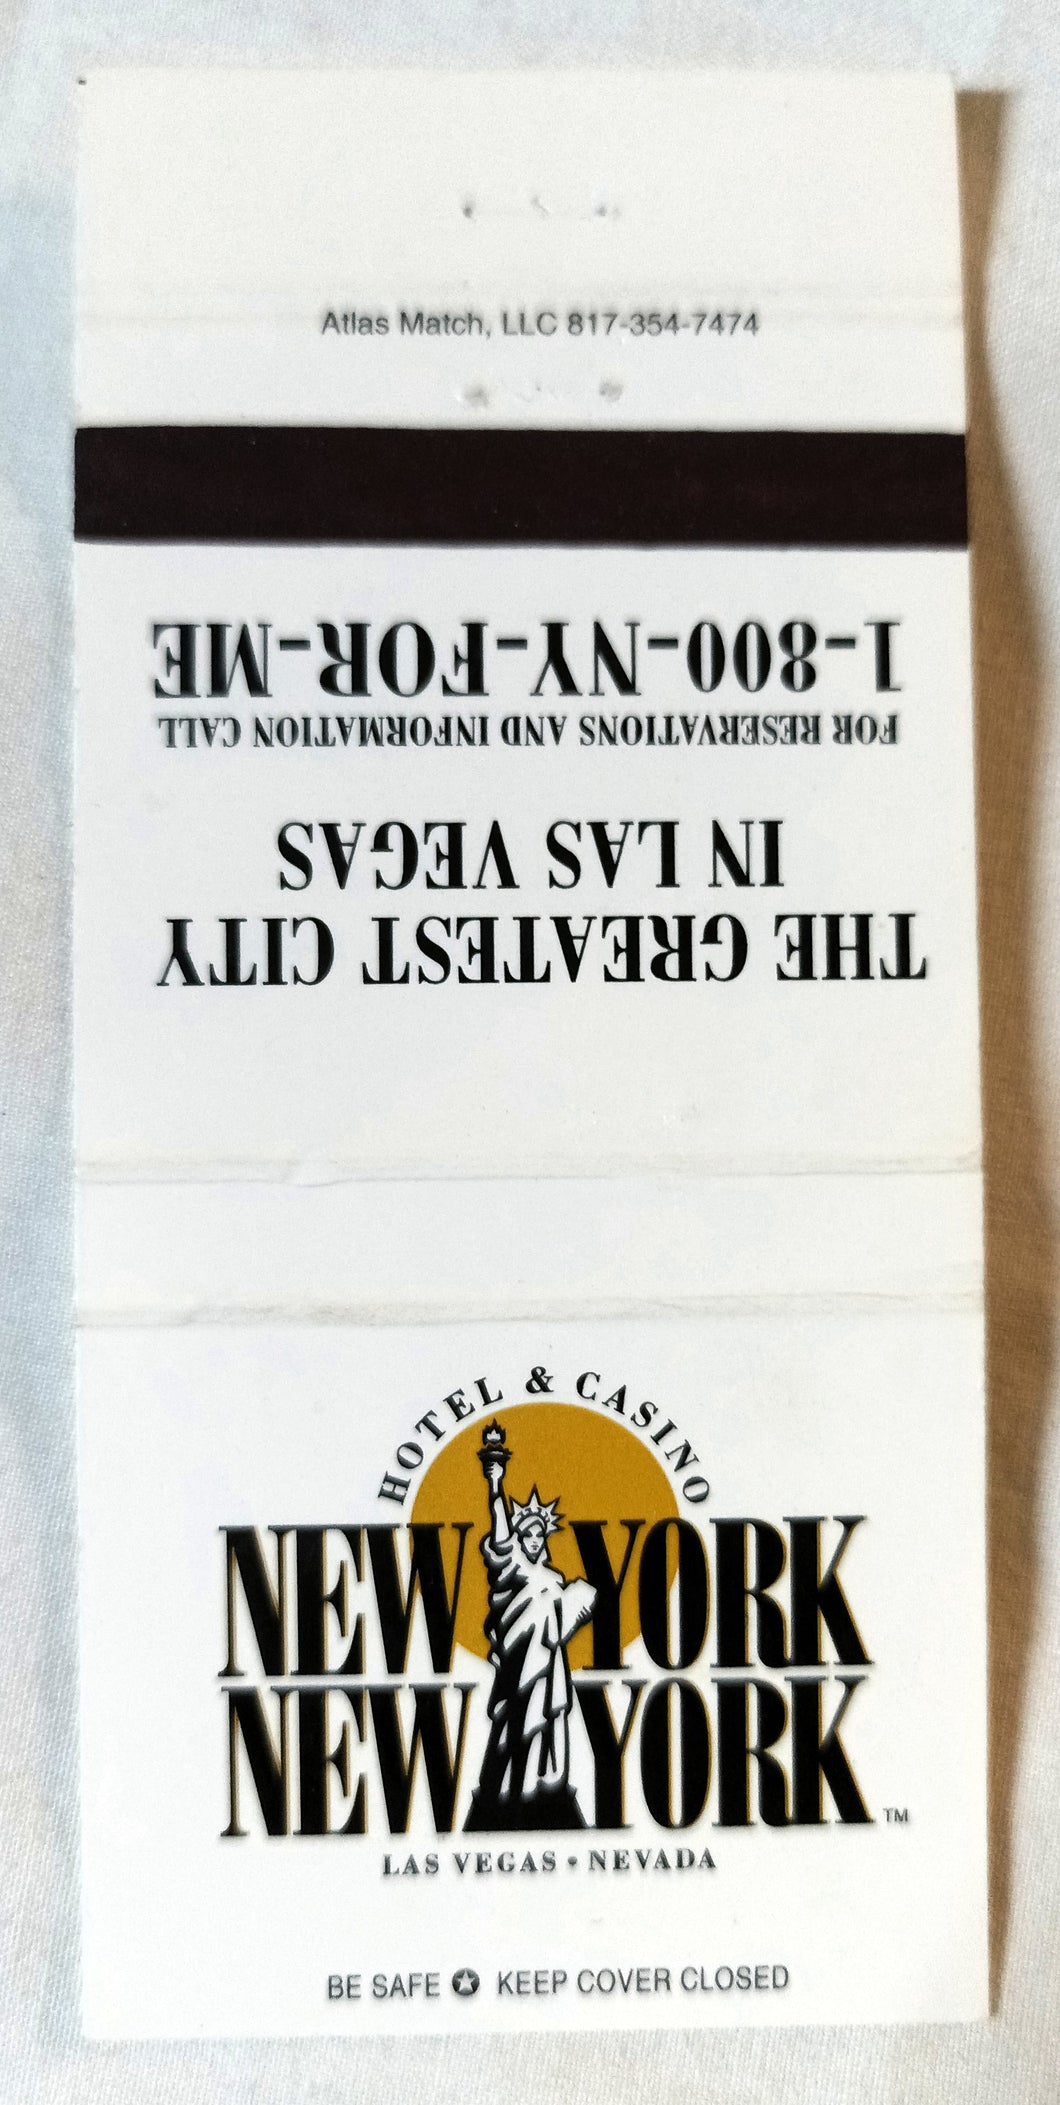 Atlas Match, LLC 817-354-7474
THE GREATEST CITY
IN LAS VEGAS
FOR RESERVATIONS AND INFORMATION CALL
1-800-NY-FOR-ME
HOTEL & CASINO
NEW YORK
NEW YORK TM
LAS VEGAS • NEVADA
BE SAFE ✪ KEEP COVER CLOSED